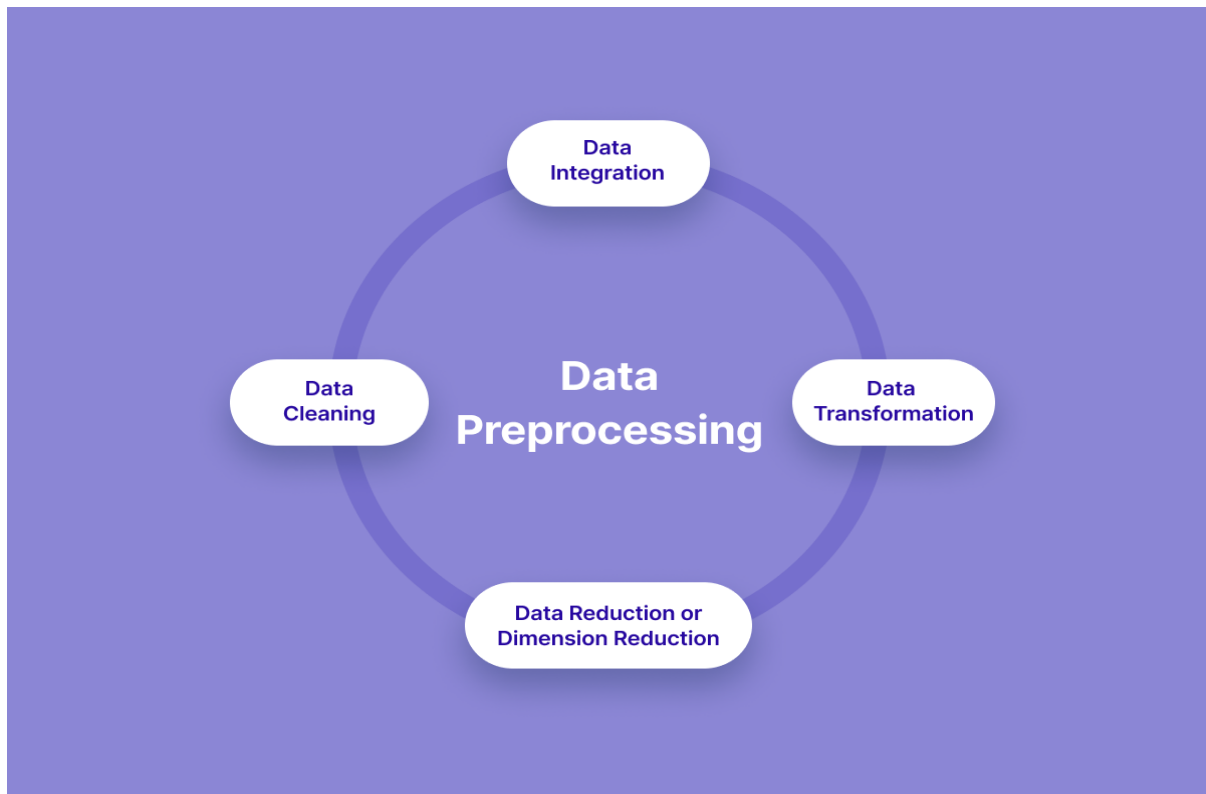 Data
Integration
Data
Cleaning
Data
Preprocessing
Data
Transformation
Data Reduction or
Dimension Reduction